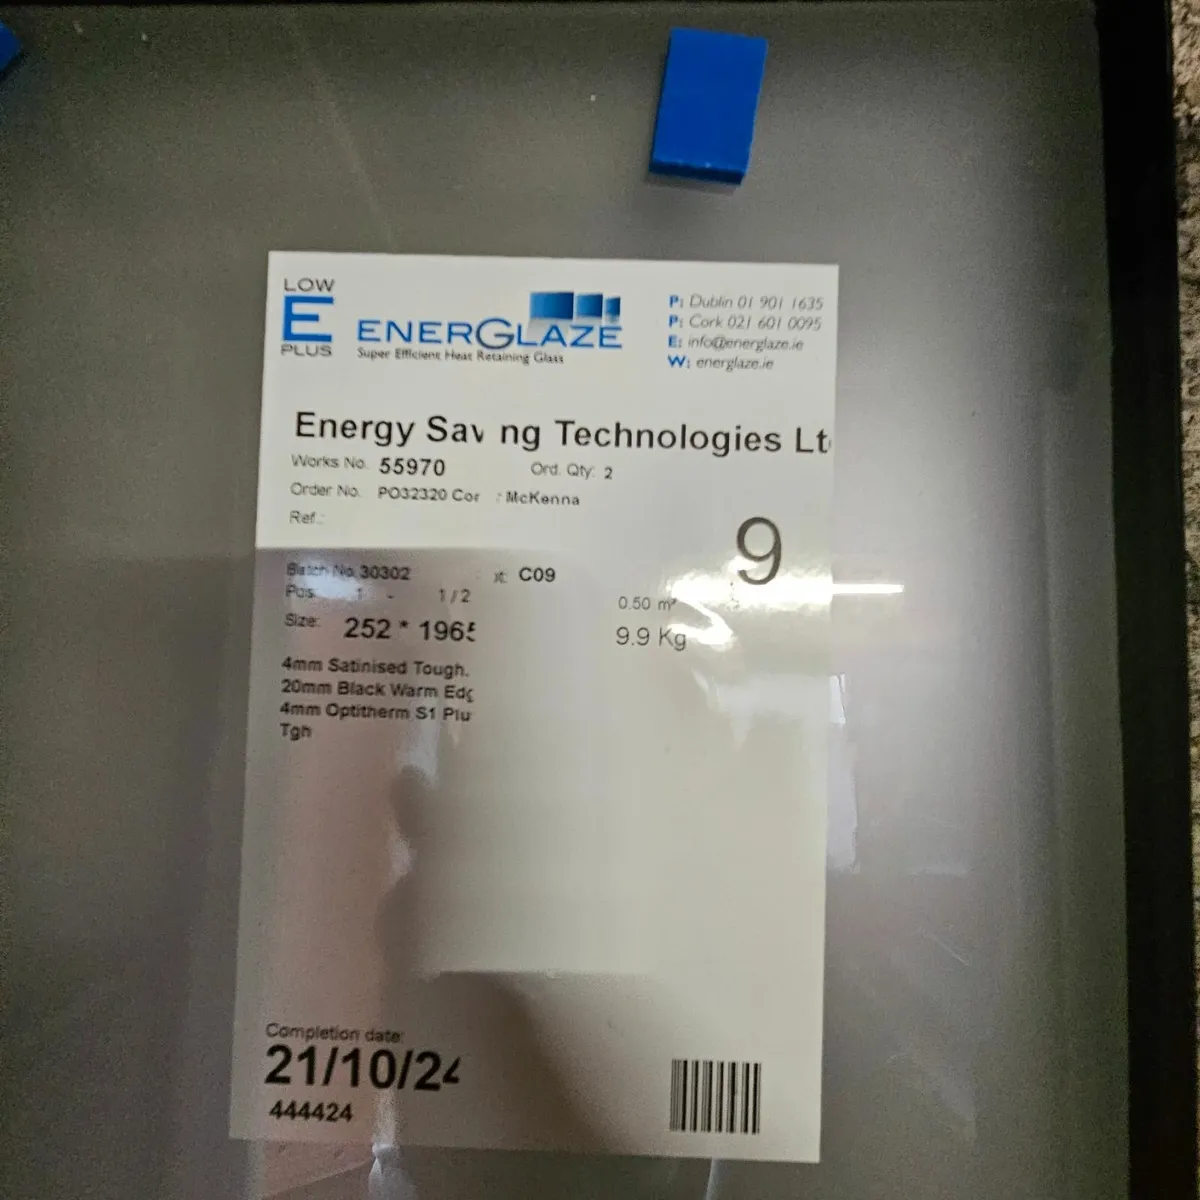 LOW
E
PLUS
ENERGLAZE
Super Efficient Heat Retaining Glass
P: Dublin 01 901 1635
P: Cork 021 601 0095
E: info@energlaze.ie
W: energlaze.ie
Energy Sav ng Technologies Lt
Works No. 55970 Ord. Qty: 2
Order No. PO32320 Cor : McKenna
Ref.:
9
Batch No. 30302 C09
Pos. 1 - 1/2 0.50 m²
Size: 252 * 1965 9.9 Kg
4mm Satinised Tough.
20mm Black Warm Edg
4mm Optitherm S1 Plu
Tgh
Completion date:
21/10/24
444424